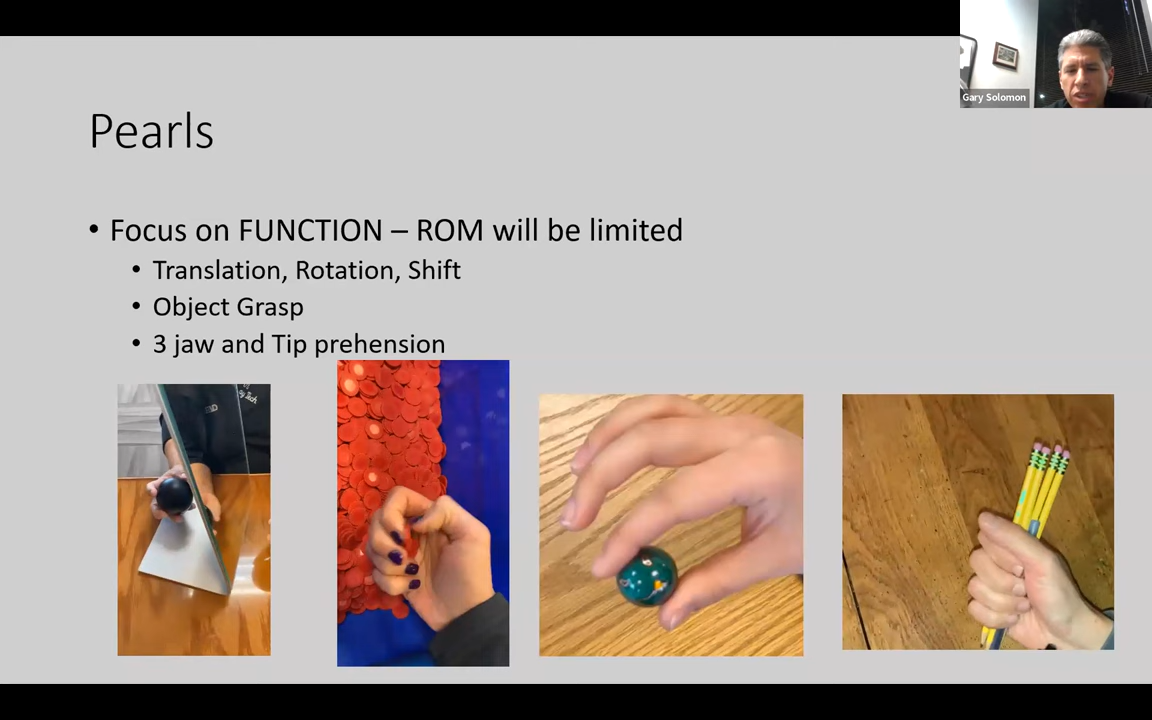 Gary Solomon
Pearls
• Focus on FUNCTION – ROM will be limited
• Translation, Rotation, Shift
• Object Grasp
• 3 jaw and Tip prehension